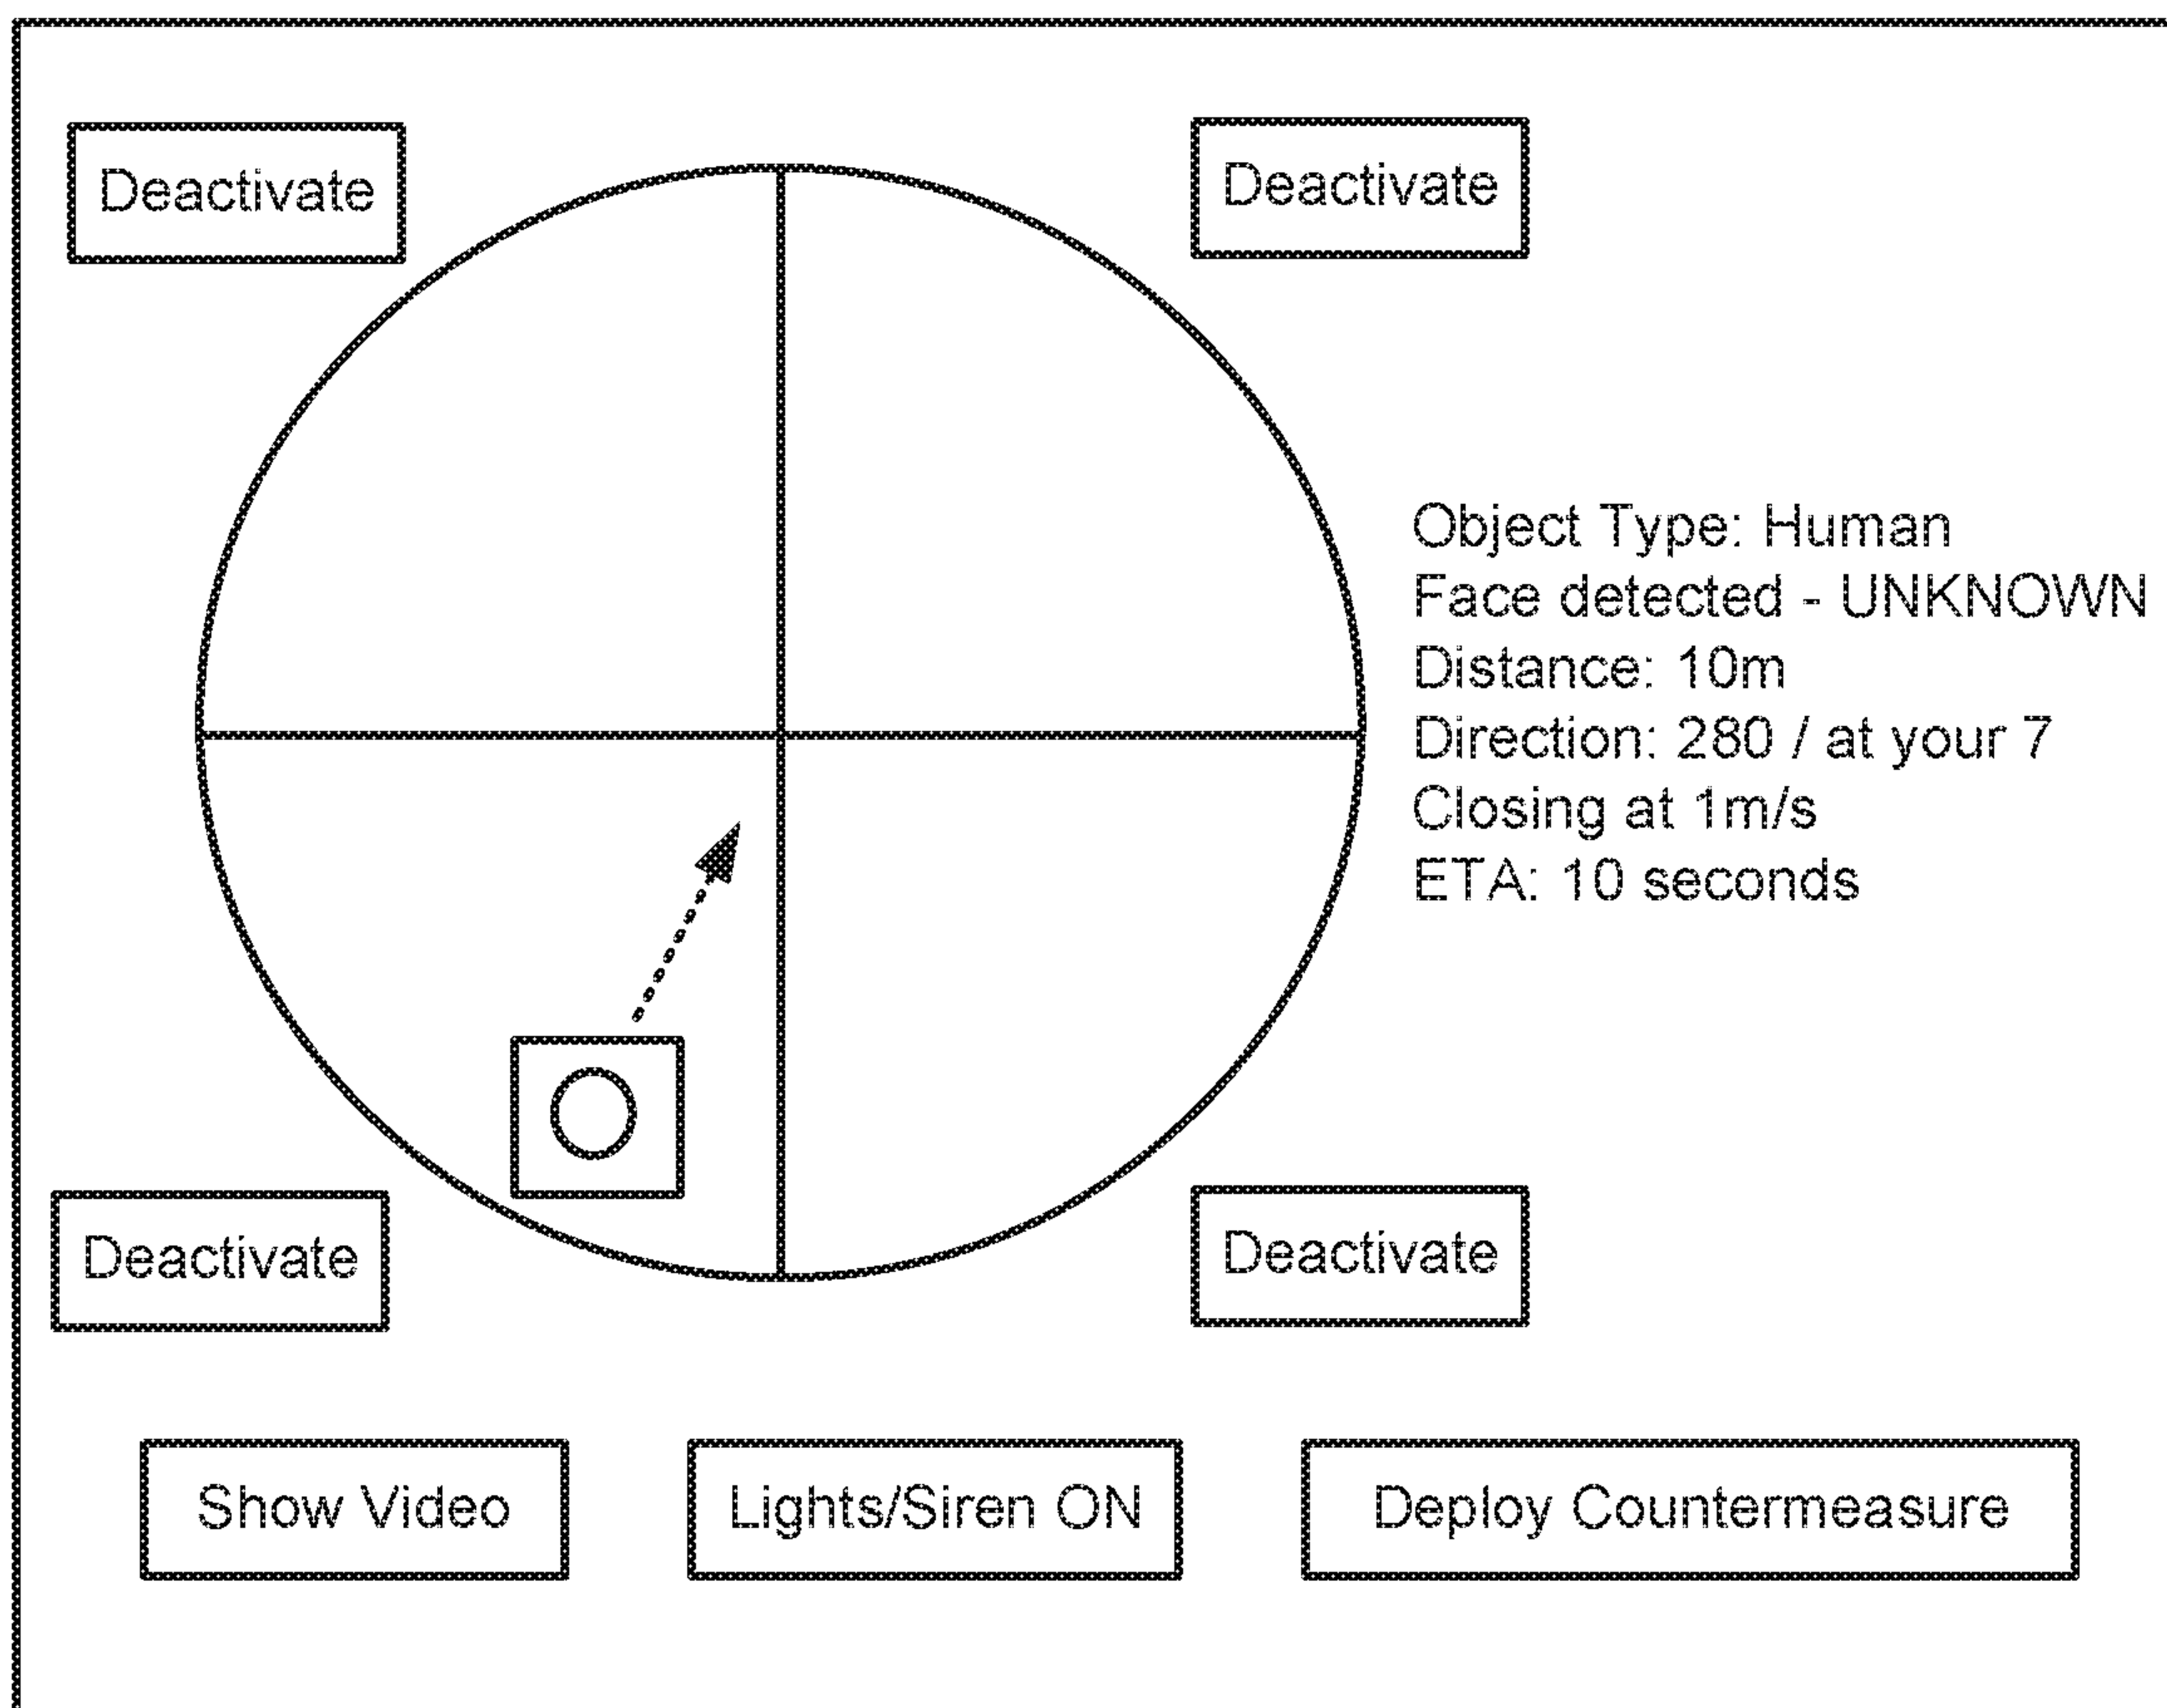 Deactivate
Deactivate
Object Type: Human
Face detected - UNKNOWN
Distance: 10m
Direction: 280 / at your 7
Closing at 1m/s
ETA: 10 seconds
Deactivate
Deactivate
Show Video
Lights/Siren ON
Deploy Countermeasure